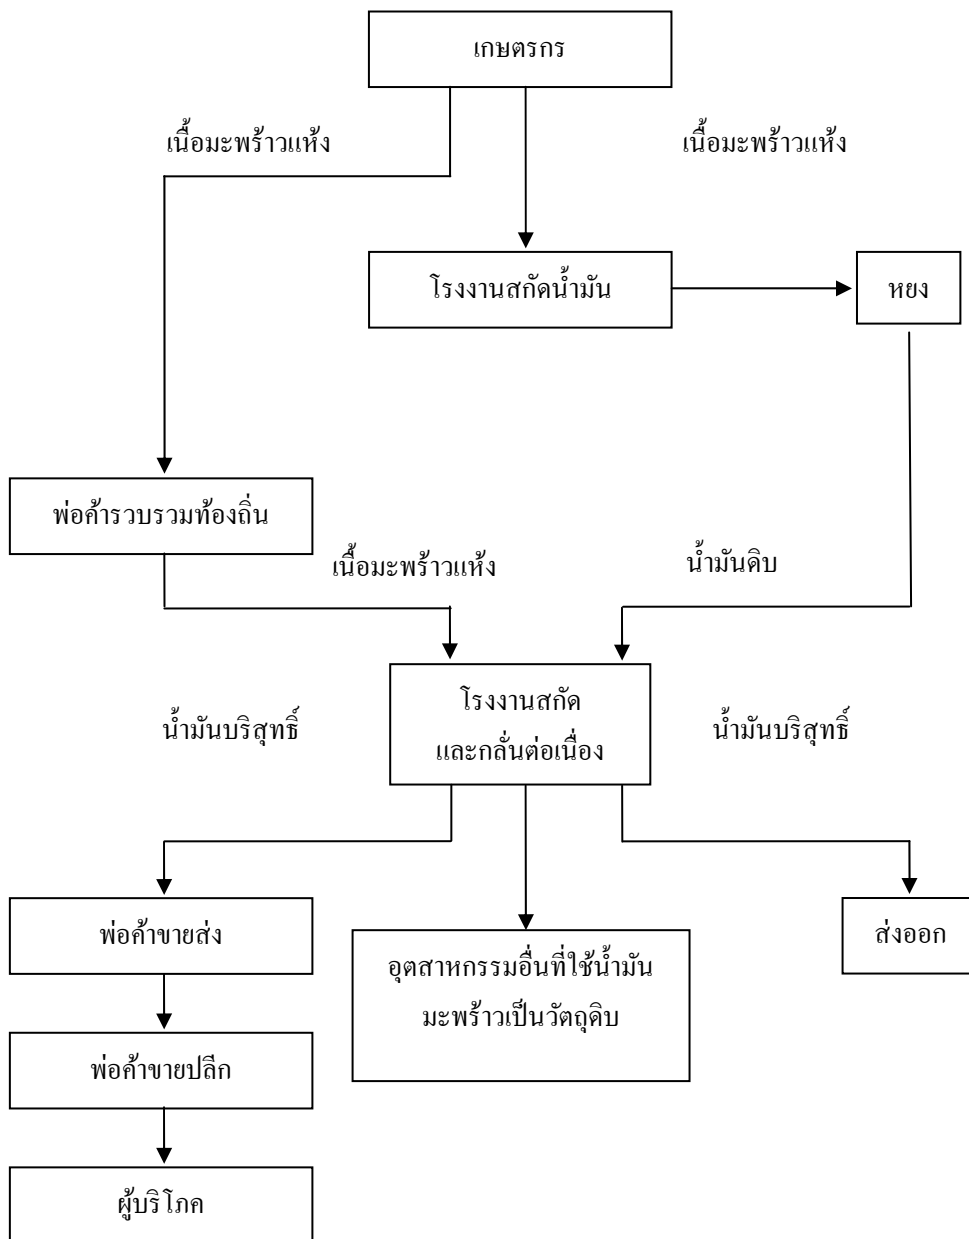 เกษตรกร
เนื้อมะพร้าวแห้ง
เนื้อมะพร้าวแห้ง
โรงงานสกัดน้ำมัน
หยง
พ่อค้ารวบรวมท้องถิ่น
เนื้อมะพร้าวแห้ง
น้ำมันดิบ
โรงงานสกัด
และกลั่นต่อเนื่อง
น้ำมันบริสุทธิ์
น้ำมันบริสุทธิ์
พ่อค้าขายส่ง
อุตสาหกรรมอื่นที่ใช้น้ำมัน
มะพร้าวเป็นวัตถุดิบ
ส่งออก
พ่อค้าขายปลีก
ผู้บริโภค